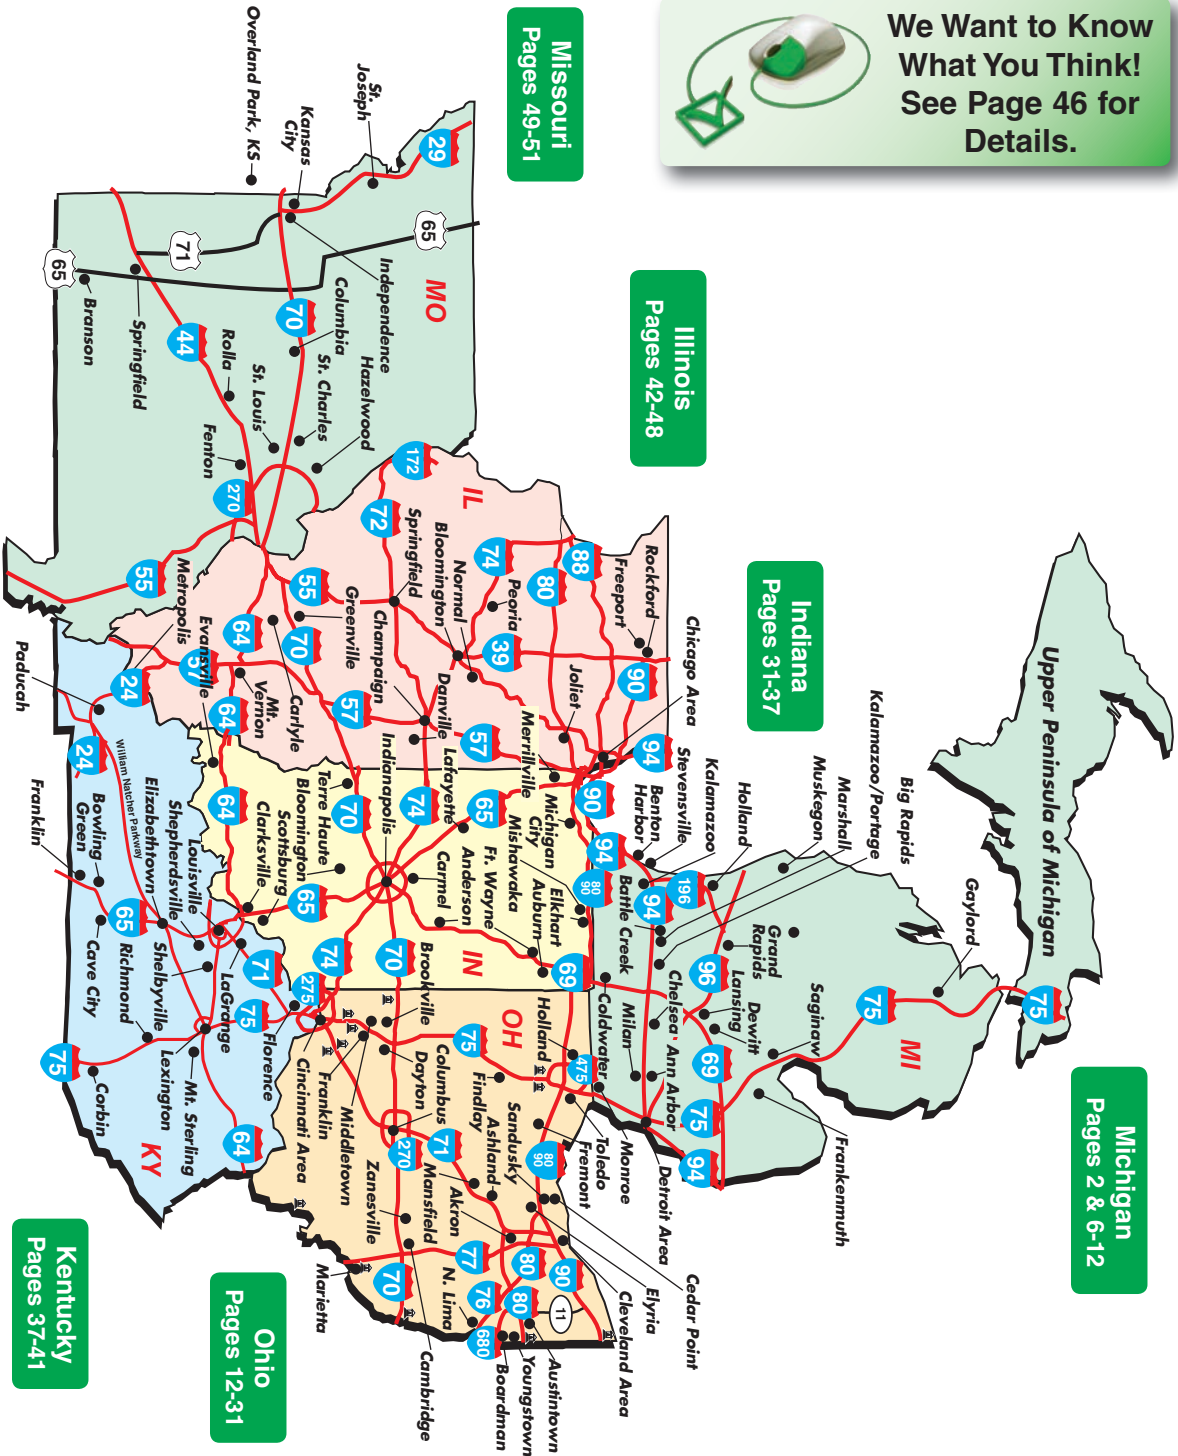 We Want to Know
What You Think!
See Page 46 for
Details.
Missouri
Pages 49-51
Illinois
Pages 42-48
Indiana
Pages 31-37
Michigan
Pages 2 & 6-12
Ohio
Pages 12-31
Kentucky
Pages 37-41
Upper Peninsula of Michigan
MI
75
Gaylord
75
Big Rapids
Kalamazoo/Portage
Marshall
Muskegon
Holland
Kalamazoo
Stevensville
Benton
Harbor
196
Grand
Rapids
96
Lansing
Dewitt
Saginaw
69
75
94
Frankenmuth
94
94
Battle Creek
Chelsea
Ann Arbor
Milan
Coldwater
Monroe
Detroit Area
MO
29
St.
Joseph
Kansas
City
Overland Park, KS
65
71
65
Independence
Columbia
70
St. Charles
Hazelwood
St. Louis
Rolla
44
Springfield
Branson
Fenton
270
55
IL
172
72
Springfield
Bloomington
Normal
74
Peoria
80
88
Freeport
Rockford
39
90
Chicago Area
94
Joliet
57
Danville
Champaign
57
Greenville
55
70
64
Carlyle
Mt.
Vernon
57
Metropolis
24
IN
Merrillville
90
Michigan
City
80
90
Mishawaka
Elkhart
Auburn
Ft. Wayne
69
65
Lafayette
74
Anderson
Carmel
Indianapolis
70
Terre Haute
Bloomington
65
Scottsburg
Clarksville
64
Evansville
64
74
70
Brookville
OH
Holland
475
Toledo
Fremont
75
Findlay
Sandusky
80
90
Ashland
Columbus
Dayton
71
270
Mansfield
Akron
Zanesville
Middletown
Franklin
Cincinnati Area
275
77
N. Lima
76
80
80
90
11
680
70
Cedar Point
Elyria
Cleveland Area
Austintown
Youngstown
Boardman
Cambridge
Marietta
KY
Paducah
24
William Natcher Parkway
Franklin
Bowling
Green
Elizabethtown
Shepherdsville
Louisville
65
Cave City
Richmond
Shelbyville
LaGrange
71
75
Florence
Lexington
Mt. Sterling
64
Corbin
75